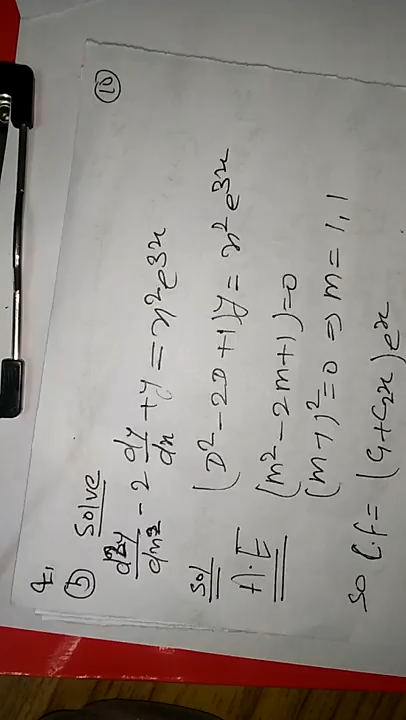 4.
(b) Solve (10)
d²y/dx² - 2 dy/dx + y = x²e^3x
Sol (D² - 2D + 1)y = x²e^3x
A.E (m² - 2m + 1) = 0
(m-1)² = 0 ⇒ m = 1, 1
So C.f = (C₁ + C₂x)e^x